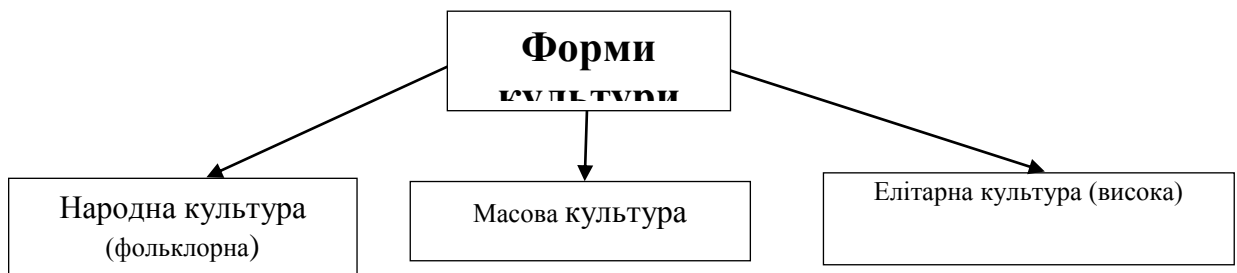 Форми
культури
Народна культура
(фольклорна)
Масова культура
Елітарна культура (висока)